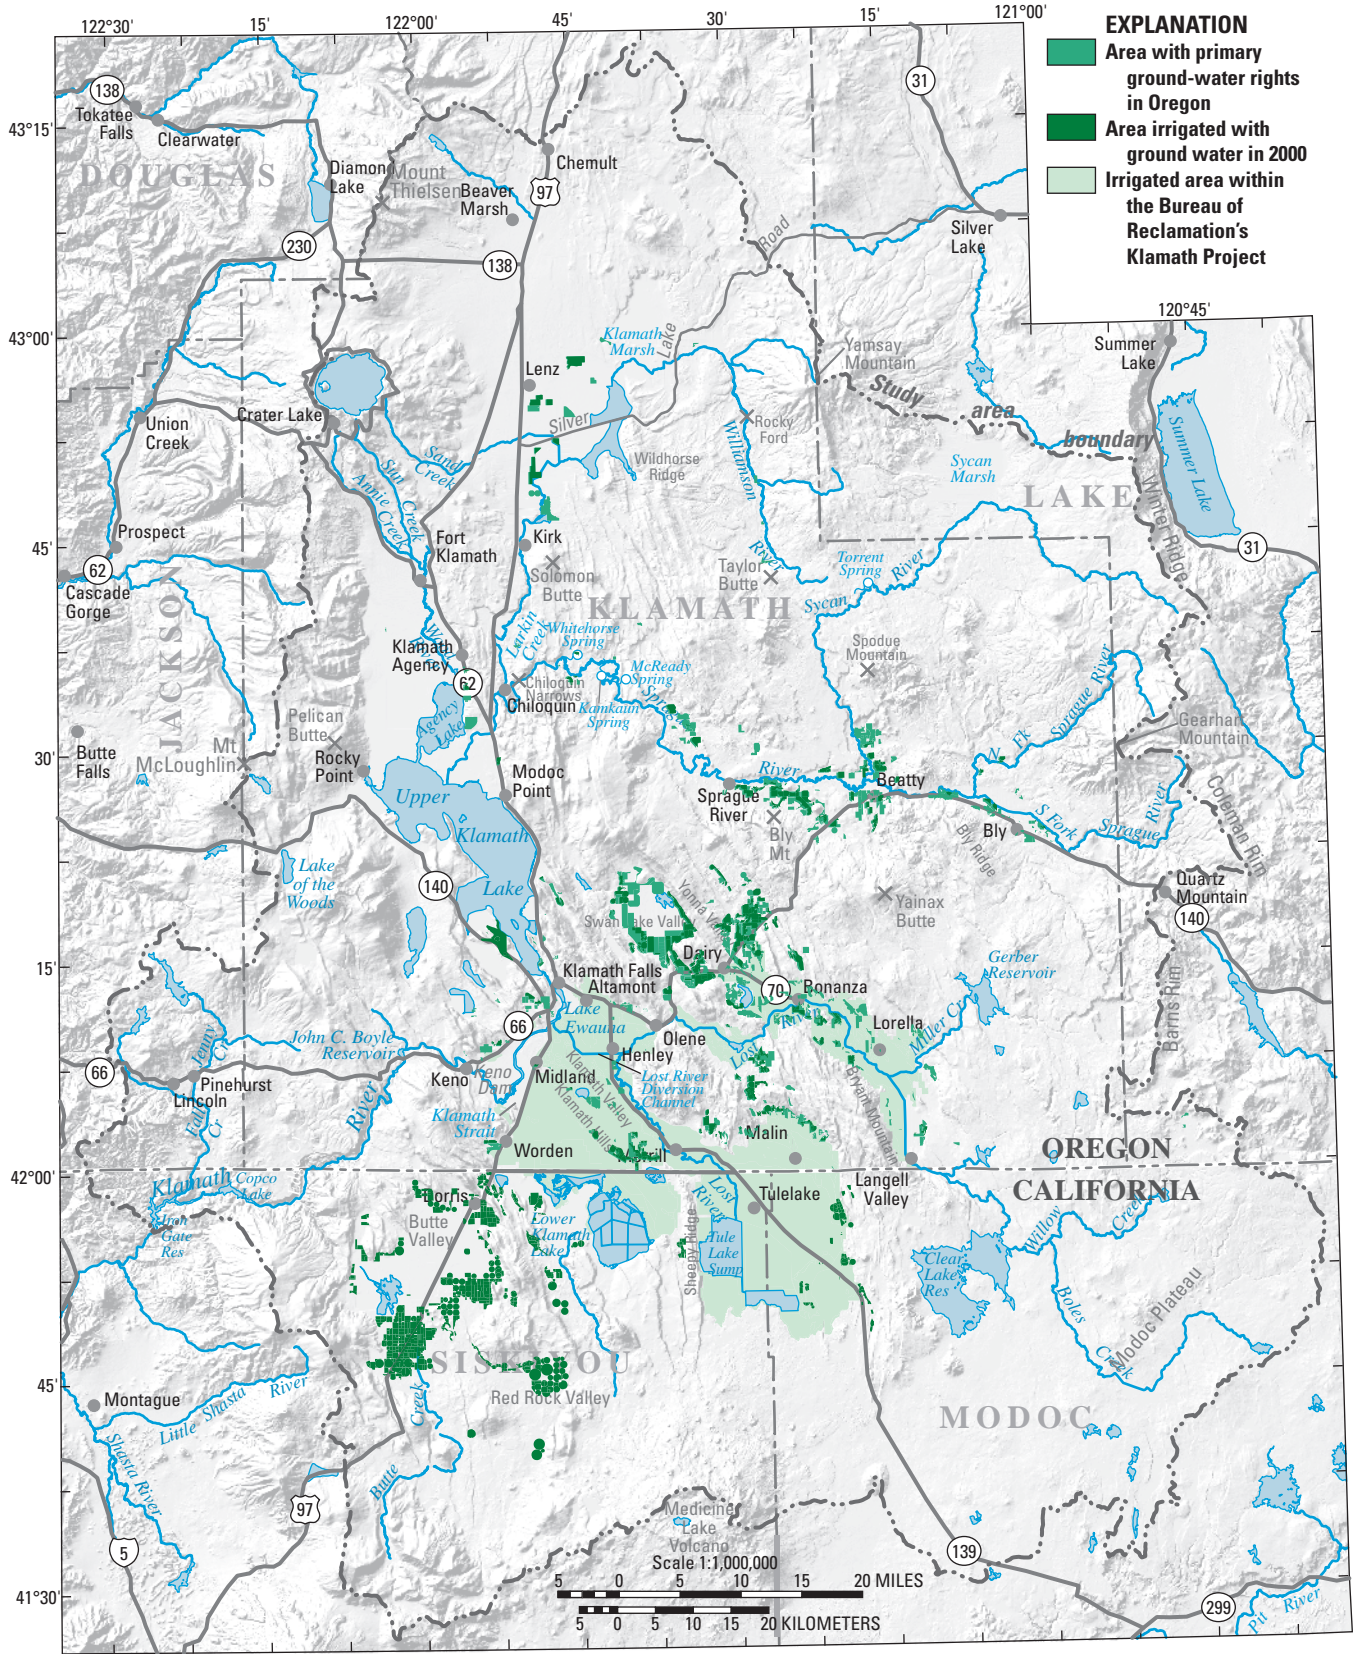 122°30'
15'
122°00'
45'
30'
15'
121°00'
EXPLANATION
Area with primary
ground-water rights
in Oregon
Area irrigated with
ground water in 2000
Irrigated area within
the Bureau of
Reclamation's
Klamath Project
138
Tokatee
Falls
Clearwater
31
43°15'
DOUGLAS
Diamond
Lake
Mount
Thielsen
Beaver
Marsh
Chemult
97
230
138
Road
Silver
Lake
120°45'
43°00'
Klamath
Marsh
Lake
Yamsay
Mountain
Summer
Lake
Lenz
Study
area
boundary
Crater Lake
Union
Creek
Silver
Rocky
Ford
Williamson
River
Sand
Creek
Sun
Creek
Annie Creek
Wildhorse
Ridge
Sycan
Marsh
Summer Lake
LAKE
Winter Ridge
Prospect
45'
62
Cascade
Gorge
Fort
Klamath
Kirk
Solomon
Butte
Taylor
Butte
Torrent
Spring
River
Sycan
31
KLAMATH
JACKSON
Wood
River
Larkin
Creek
Whitehorse
Spring
Klamath
Agency
62
McReady
Spring
Spodue
Mountain
Chiloquin
Narrows
Chiloquin
Kamkaun
Spring
Sprague
River
Agency
Lake
Pelican
Butte
Rocky
Point
Mt
McLoughlin
Butte
Falls
30'
N Fk Sprague River
Gearhart
Mountain
Modoc
Point
Sprague
River
Beatty
Upper
Klamath
Lake
Bly
Mt
Bly Ridge
Bly
S Fork
Sprague
River
Coleman Rim
Lake
of the
Woods
140
Yonna Valley
Swan Lake Valley
Yainax
Butte
Quartz
Mountain
140
15'
Dairy
Klamath Falls
Altamont
70
Bonanza
Gerber
Reservoir
Barns Rim
66
Lake
Ewauna
Olene
Lost
River
Lorella
Miller Cr
John C. Boyle
Reservoir
Jenny
Cr
66
Pinehurst
Lincoln
Fall
Cr
River
Keno
Keno
Dam
Midland
Henley
Klamath Valley
Klamath Hills
Lost River
Diversion
Channel
Bryant Mountain
Klamath
Strait
Worden
Merrill
Malin
OREGON
42°00'
Klamath
Copco
Lake
Iron
Gate
Res
Dorris
Butte
Valley
Lower
Klamath
Lake
Lost
River
Tulelake
Langell
Valley
CALIFORNIA
Sheepy Ridge
Tule
Lake
Sump
Clear
Lake
Res
Willow
Creek
Boles
Creek
Modoc Plateau
SISKIYOU
Red Rock Valley
45'
Montague
Little Shasta River
Creek
Butte
MODOC
Shasta River
97
5
Medicine
Lake
Volcano
139
299
Pit River
41°30'
Scale 1:1,000,000
5 0 5 10 15 20 MILES
5 0 5 10 15 20 KILOMETERS